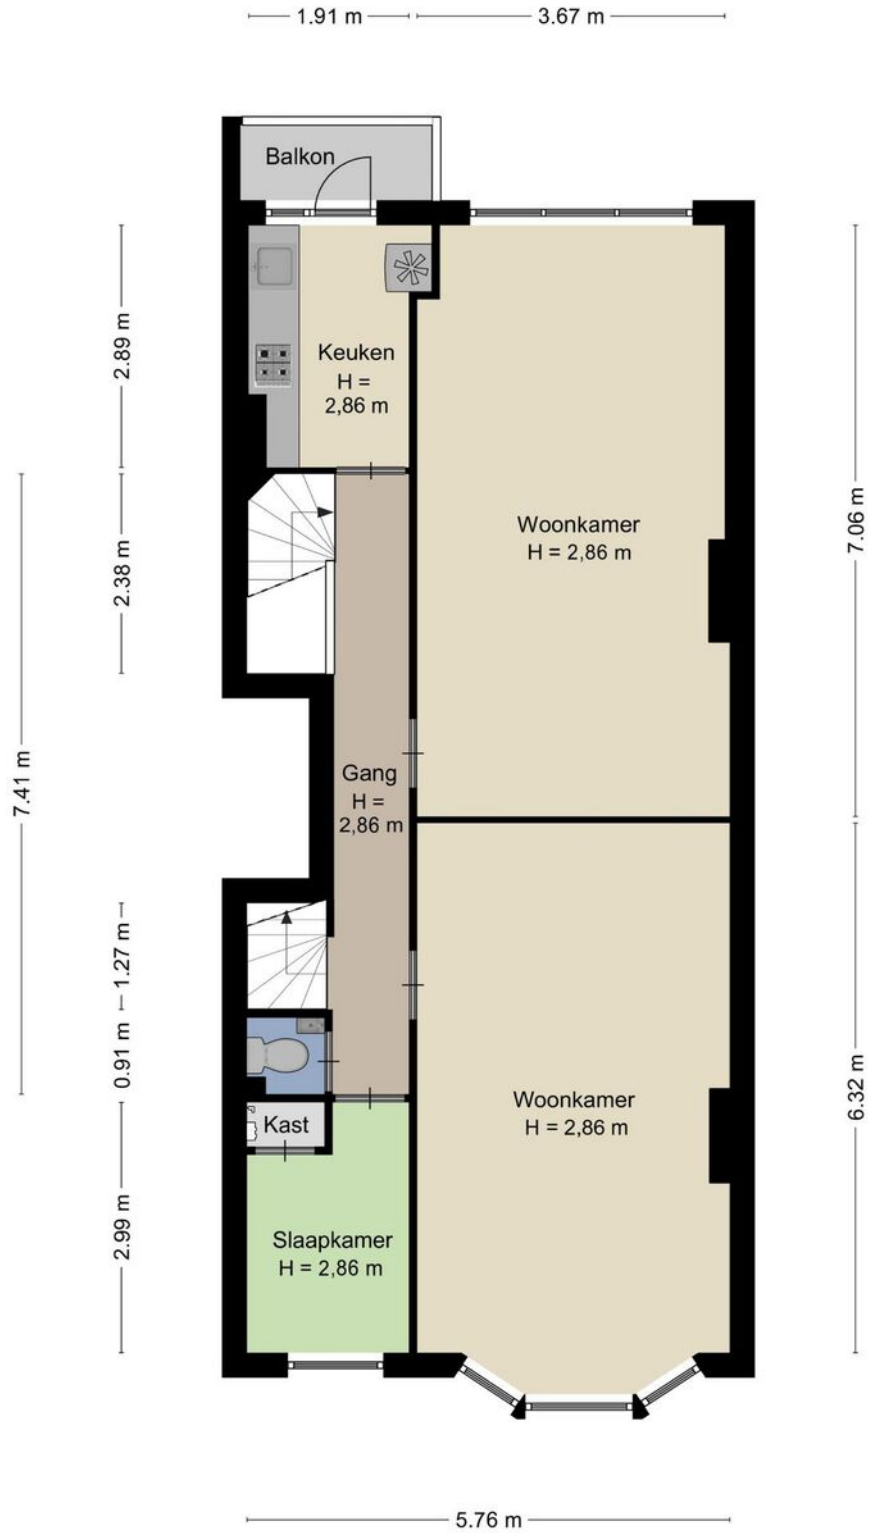 1.91 m
3.67 m
Balkon
2.89 m
Keuken
H =
2,86 m
7.06 m
Woonkamer
H = 2,86 m
2.38 m
7.41 m
Gang
H =
2,86 m
1.27 m
0.91 m
6.32 m
Woonkamer
H = 2,86 m
Kast
2.99 m
Slaapkamer
H = 2,86 m
5.76 m